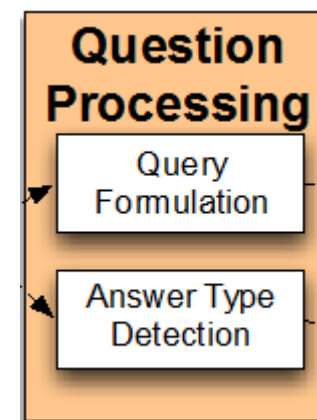 Question
Processing
Query
Formulation
Answer Type
Detection